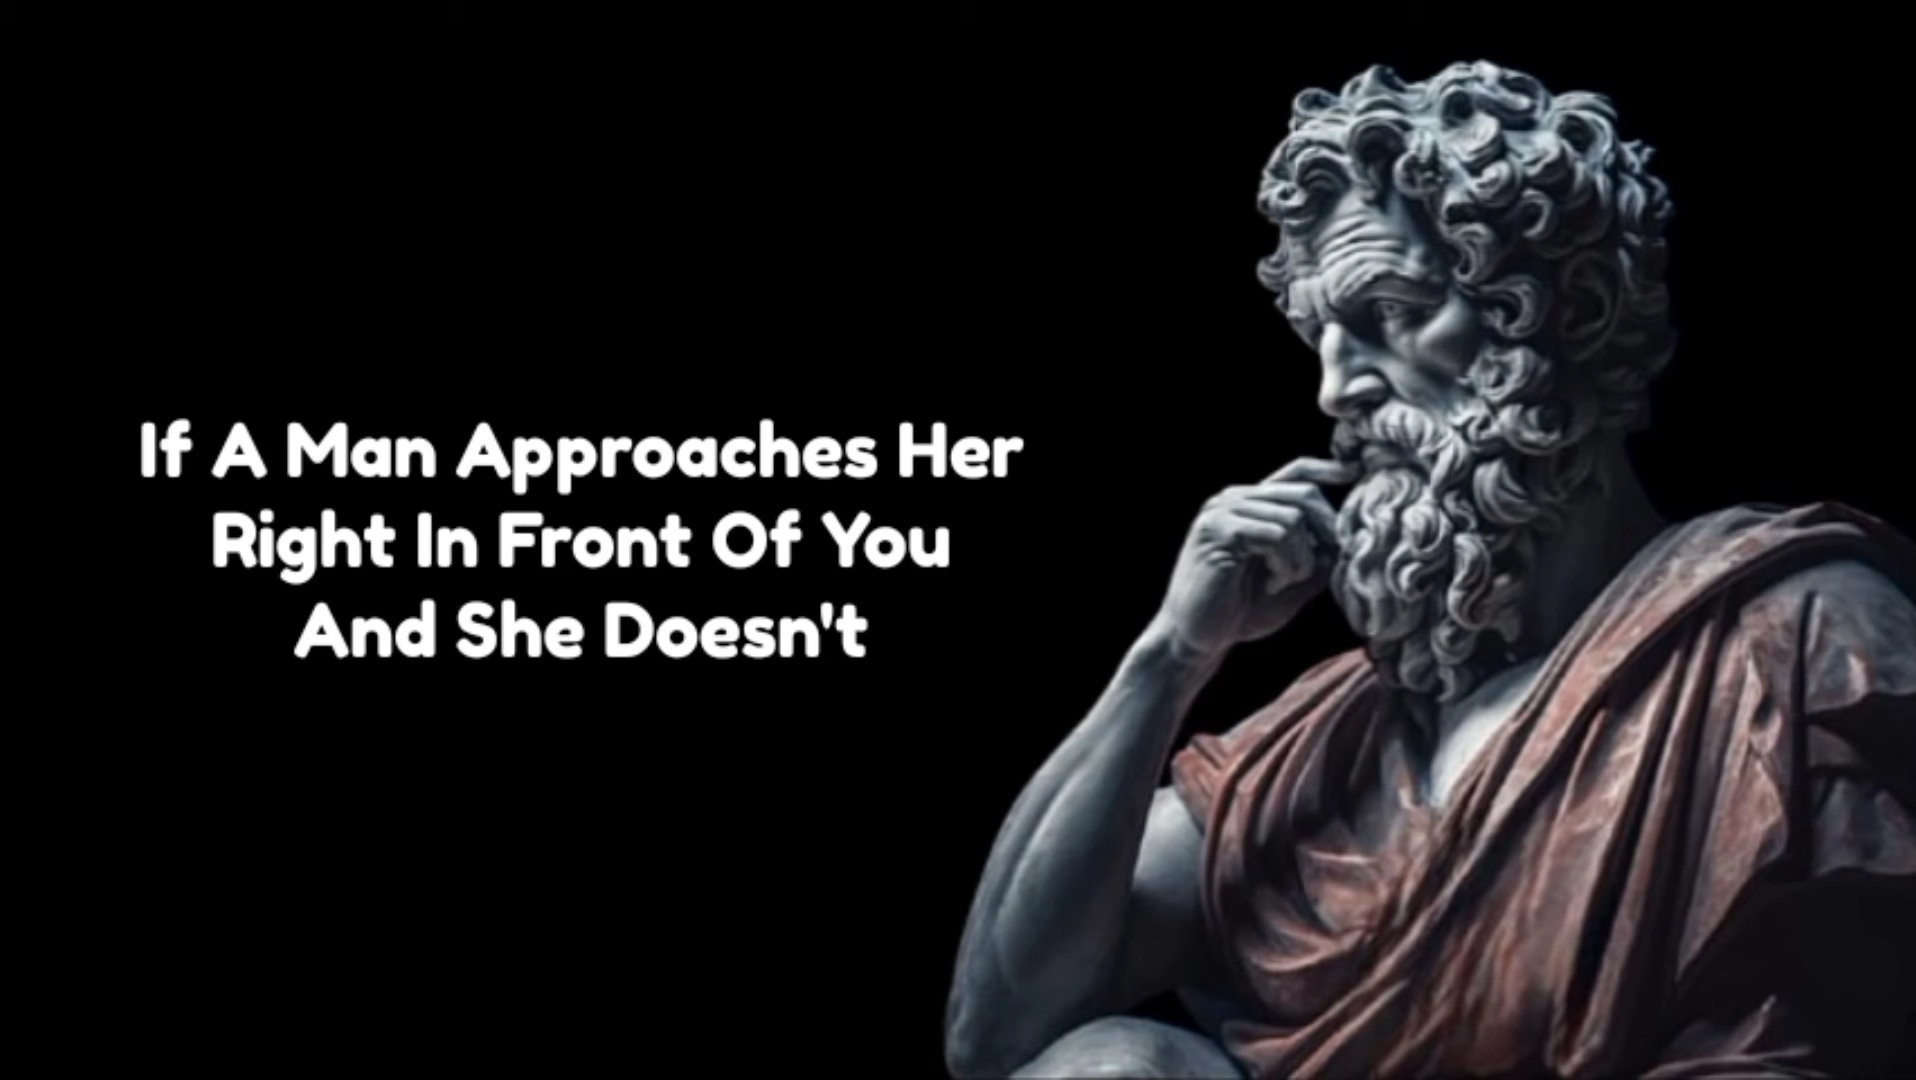 If A Man Approaches Her
Right In Front Of You
And She Doesn't